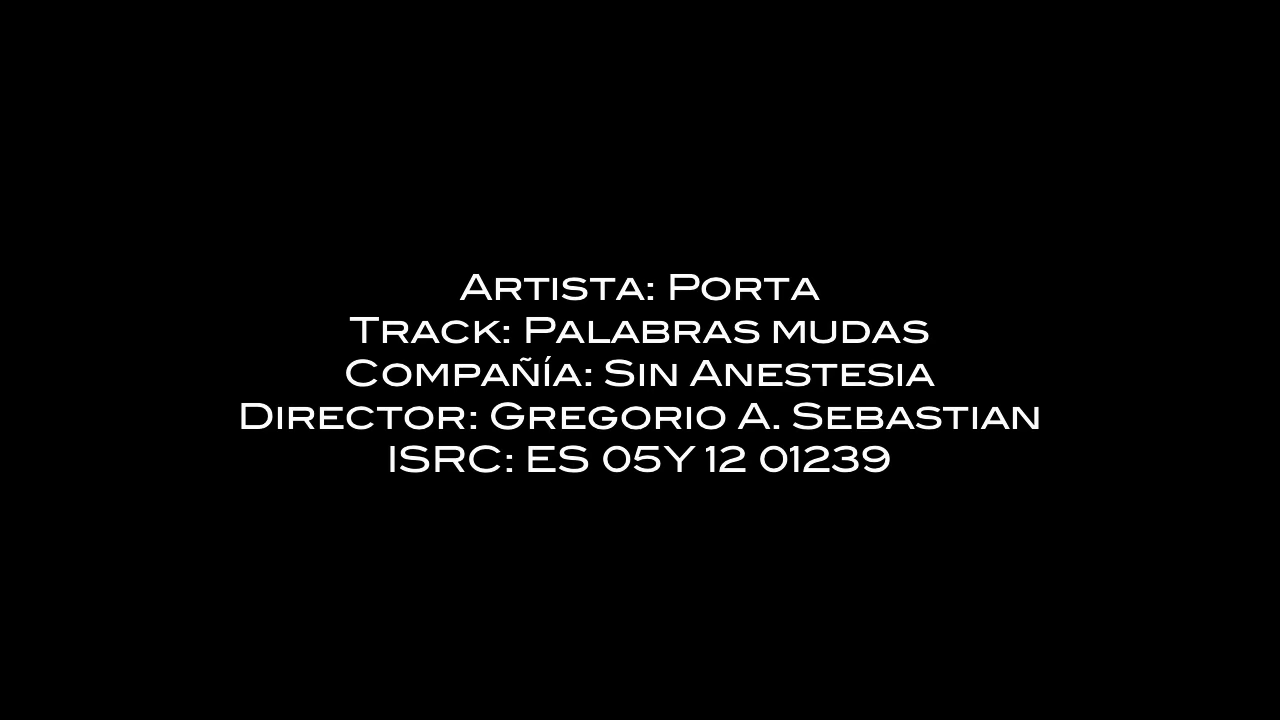 Artista: Porta
Track: Palabras mudas
Compañía: Sin Anestesia
Director: Gregorio A. Sebastian
ISRC: ES 05Y 12 01239